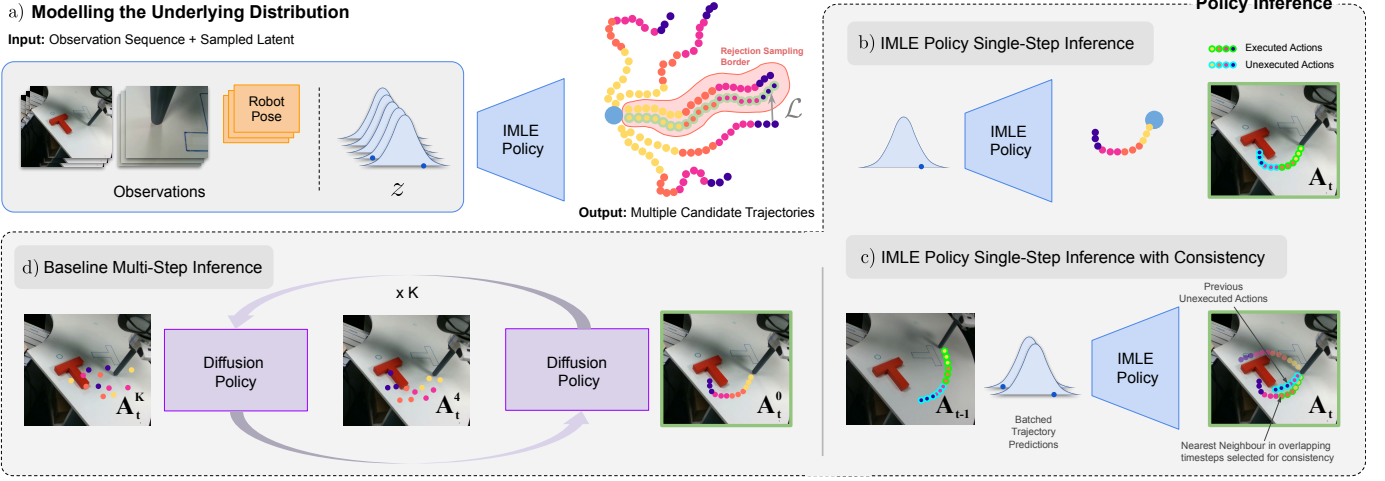 a) Modelling the Underlying Distribution
Input: Observation Sequence + Sampled Latent
Robot
Pose
Observations
z
IMLE
Policy
Rejection Sampling
Border
ℒ
Output: Multiple Candidate Trajectories
Policy Inference
b) IMLE Policy Single-Step Inference
Executed Actions
Unexecuted Actions
IMLE
Policy
A_t
c) IMLE Policy Single-Step Inference with Consistency
Previous
Unexecuted Actions
A_t-1
Batched
Trajectory
Predictions
IMLE
Policy
A_t
Nearest Neighbour in overlapping
timesteps selected for consistency
d) Baseline Multi-Step Inference
x K
A_t^K
Diffusion
Policy
A_t^4
Diffusion
Policy
A_t^0